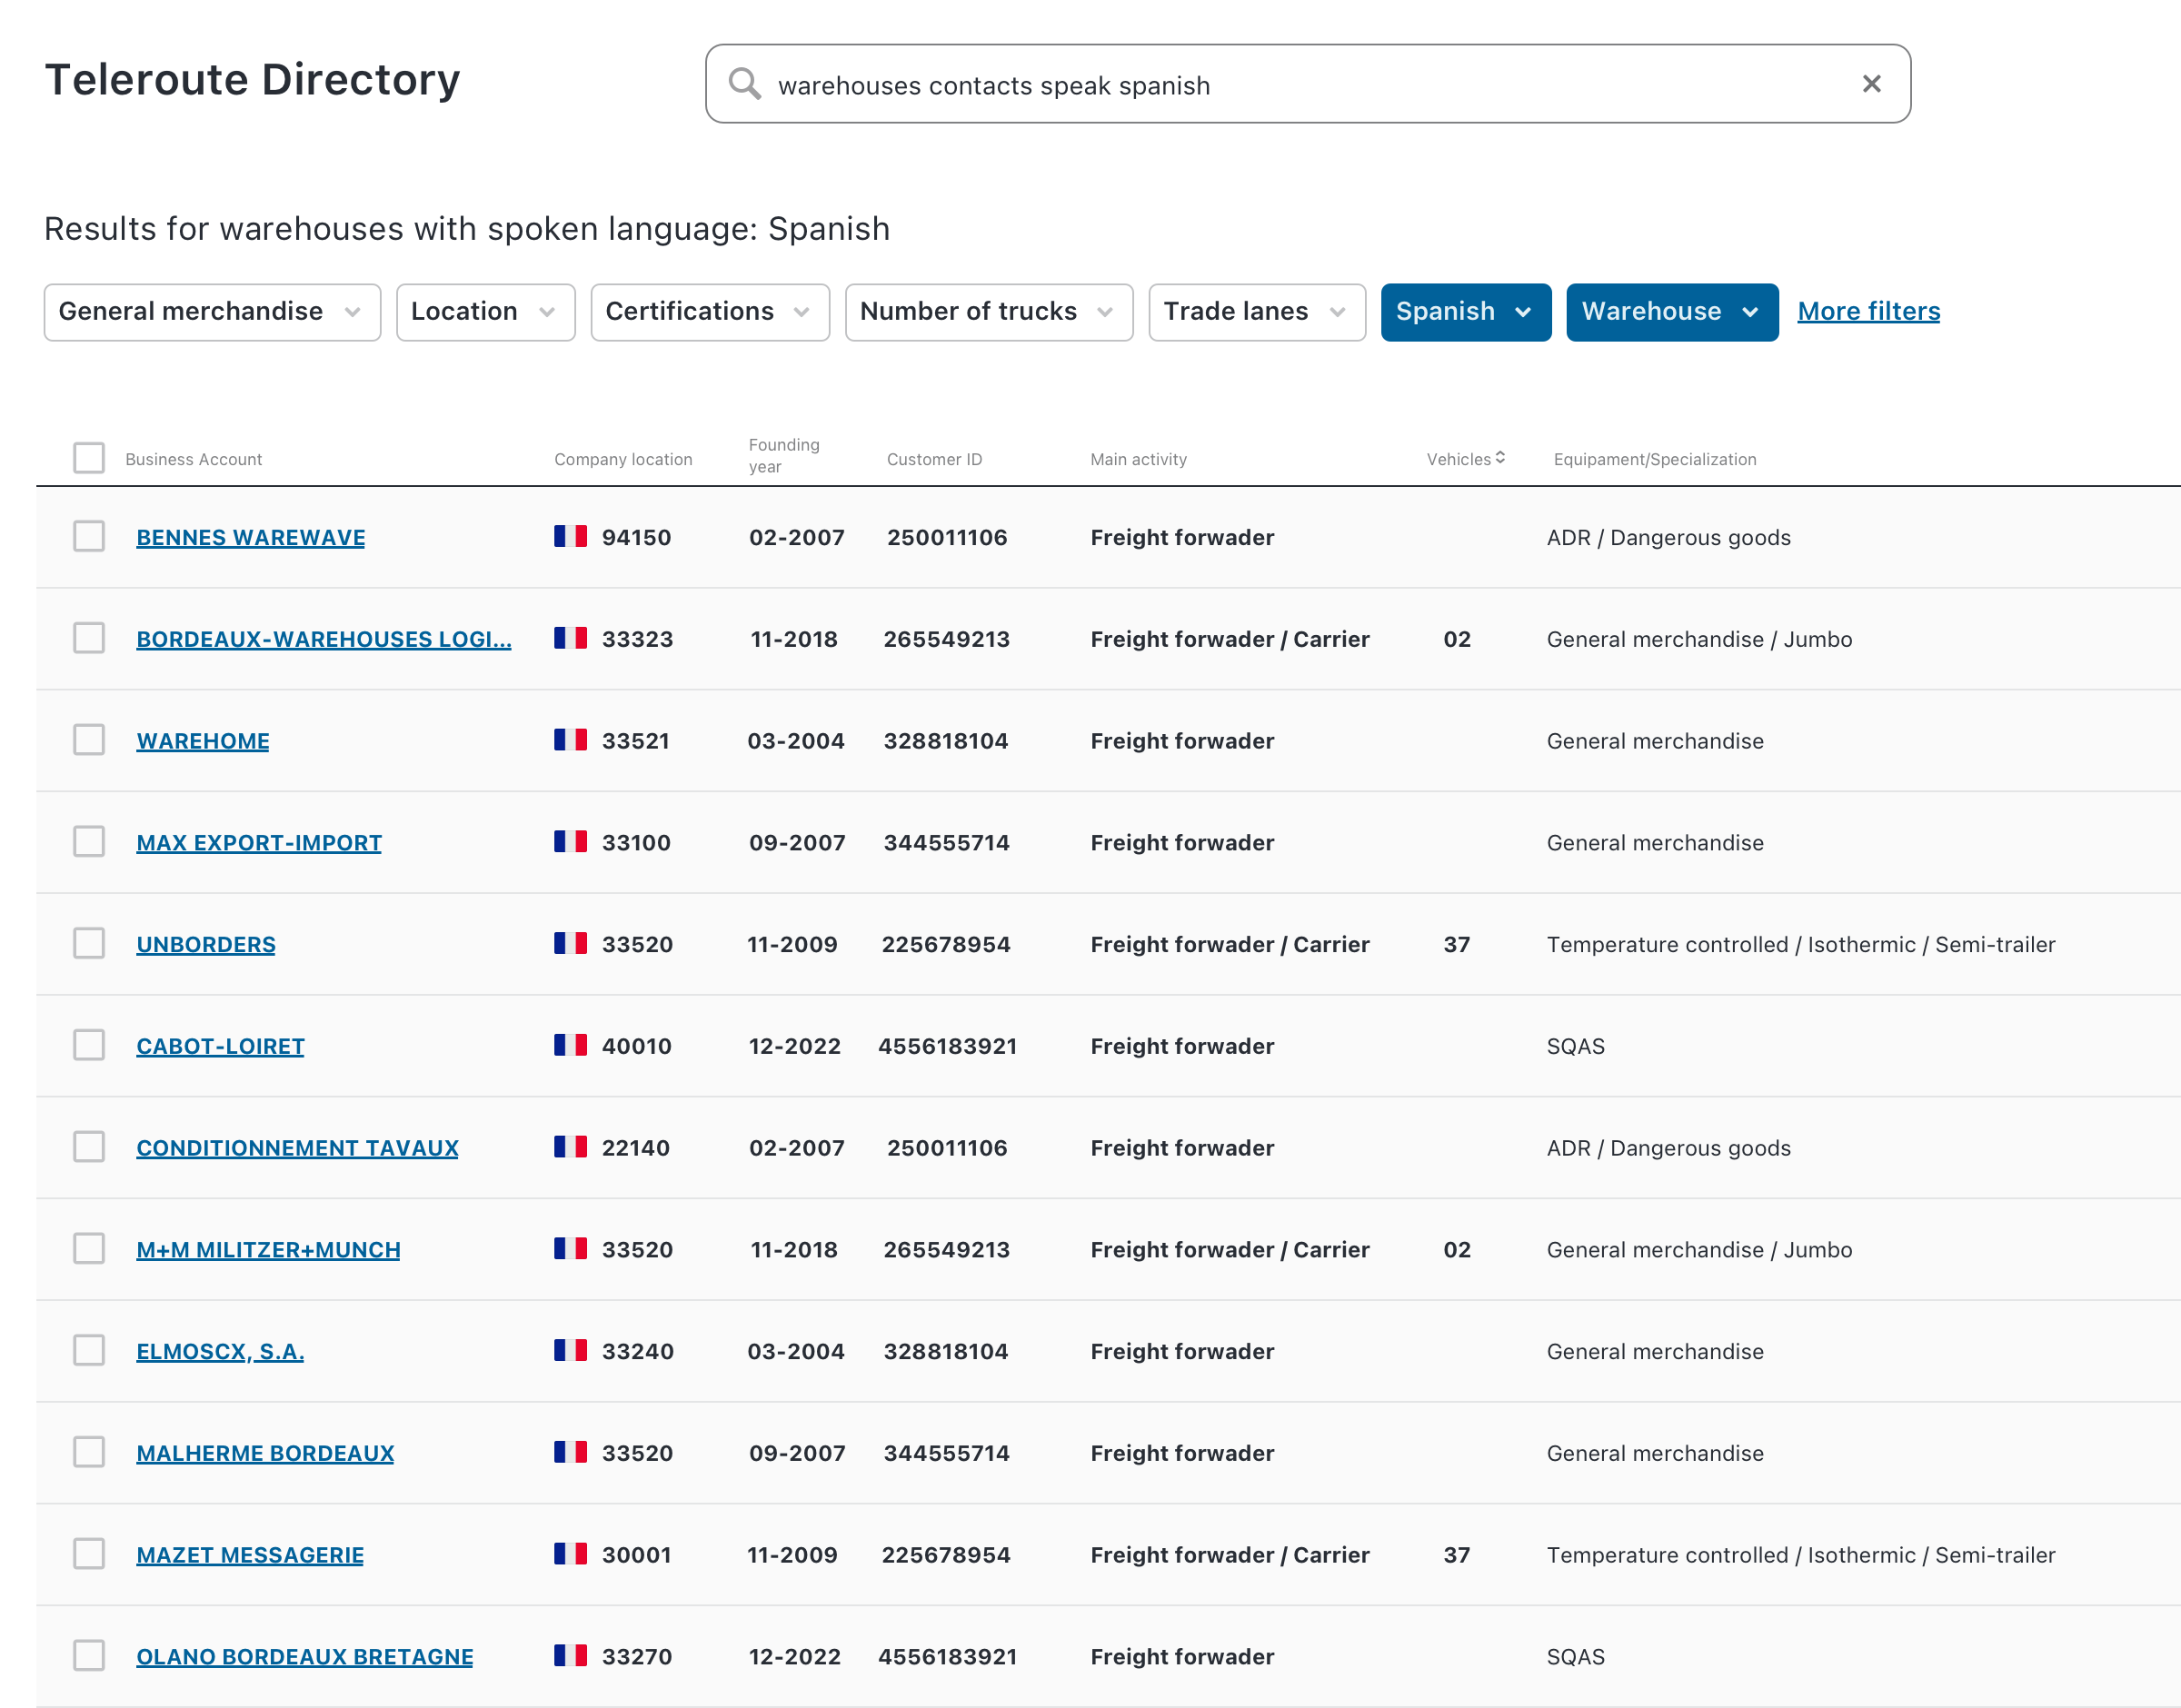 Teleroute Directory
warehouses contacts speak spanish
Results for warehouses with spoken language: Spanish
General merchandise Location Certifications Number of trucks Trade lanes Spanish Warehouse More filters
Business Account Company location Founding year Customer ID Main activity Vehicles Equipament/Specialization
BENNES WAREWAVE 94150 02-2007 250011106 Freight forwader ADR / Dangerous goods
BORDEAUX-WAREHOUSES LOGI... 33323 11-2018 265549213 Freight forwader / Carrier 02 General merchandise / Jumbo
WAREHOME 33521 03-2004 328818104 Freight forwader General merchandise
MAX EXPORT-IMPORT 33100 09-2007 344555714 Freight forwader General merchandise
UNBORDERS 33520 11-2009 225678954 Freight forwader / Carrier 37 Temperature controlled / Isothermic / Semi-trailer
CABOT-LOIRET 40010 12-2022 4556183921 Freight forwader SQAS
CONDITIONNEMENT TAVAUX 22140 02-2007 250011106 Freight forwader ADR / Dangerous goods
M+M MILITZER+MUNCH 33520 11-2018 265549213 Freight forwader / Carrier 02 General merchandise / Jumbo
ELMOSCX, S.A. 33240 03-2004 328818104 Freight forwader General merchandise
MALHERME BORDEAUX 33520 09-2007 344555714 Freight forwader General merchandise
MAZET MESSAGERIE 30001 11-2009 225678954 Freight forwader / Carrier 37 Temperature controlled / Isothermic / Semi-trailer
OLANO BORDEAUX BRETAGNE 33270 12-2022 4556183921 Freight forwader SQAS